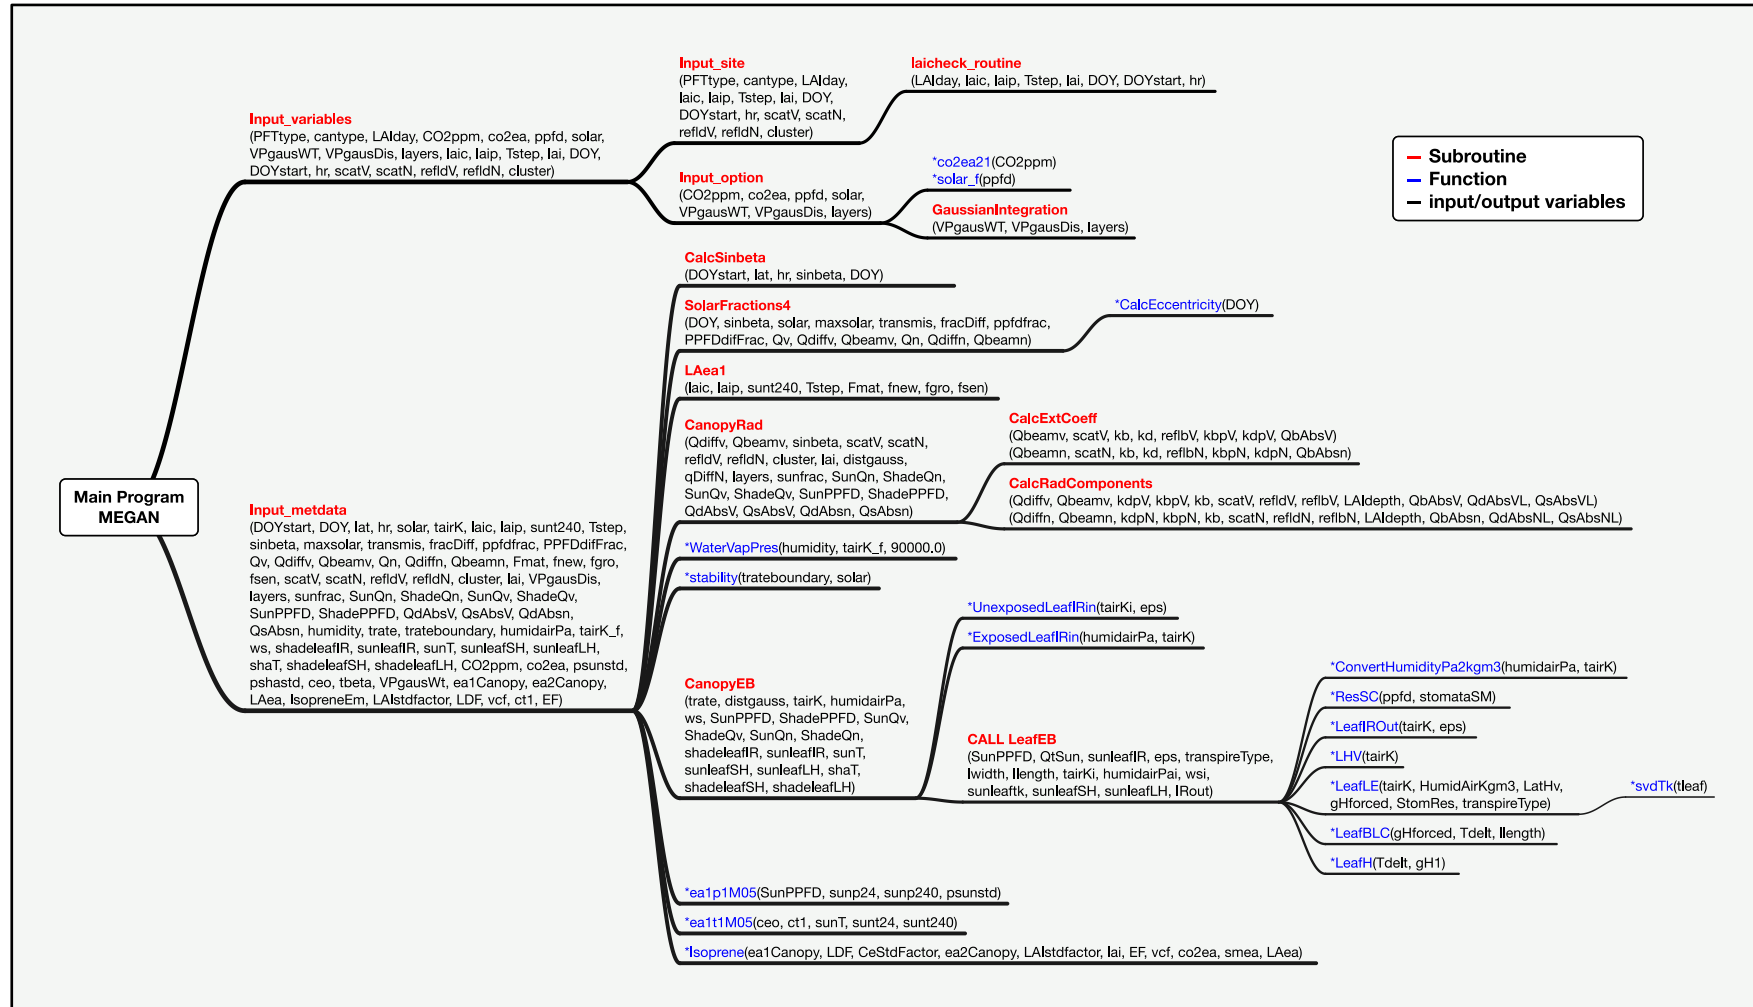 Input_site
(PFTtype, cantype, LAIday,
laic, laip, Tstep, lai, DOY,
DOYstart, hr, scatV, scatN,
refldV, refldN, cluster)
laicheck_routine
(LAIday, laic, laip, Tstep, lai, DOY, DOYstart, hr)
Input_variables
(PFTtype, cantype, LAIday, CO2ppm, co2ea, ppfd, solar,
VPgausWT, VPgausDis, layers, laic, laip, Tstep, lai, DOY,
DOYstart, hr, scatV, scatN, refldV, refldN, cluster)
Input_option
(CO2ppm, co2ea, ppfd, solar,
VPgausWT, VPgausDis, layers)
*co2ea21(CO2ppm)
*solar_f(ppfd)
GaussianIntegration
(VPgausWT, VPgausDis, layers)
Subroutine
Function
input/output variables
CalcSinbeta
(DOYstart, lat, hr, sinbeta, DOY)
SolarFractions4
(DOY, sinbeta, solar, maxsolar, transmis, fracDiff, ppfdfrac,
PPFDdifFrac, Qv, Qdiffv, Qbeamv, Qn, Qdiffn, Qbeamn)
*CalcEccentricity(DOY)
LAea1
(laic, laip, sunt240, Tstep, Fmat, fnew, fgro, fsen)
CanopyRad
(Qdiffv, Qbeamv, sinbeta, scatV, scatN,
refldV, refldN, cluster, lai, distgauss,
qDiffN, layers, sunfrac, SunQn, ShadeQn,
SunQv, ShadeQv, SunPPFD, ShadePPFD,
QdAbsV, QsAbsV, QdAbsn, QsAbsn)
CalcExtCoeff
(Qbeamv, scatV, kb, kd, reflbV, kbpV, kdpV, QbAbsV)
(Qbeamn, scatN, kb, kd, reflbN, kbpN, kdpN, QbAbsn)
CalcRadComponents
(Qdiffv, Qbeamv, kdpV, kbpV, kb, scatV, refldV, reflbV, LAIdepth, QbAbsV, QdAbsVL, QsAbsVL)
(Qdiffn, Qbeamn, kdpN, kbpN, kb, scatN, refldN, reflbN, LAIdepth, QbAbsn, QdAbsNL, QsAbsNL)
Main Program
MEGAN
Input_metdata
(DOYstart, DOY, lat, hr, solar, tairK, laic, laip, sunt240, Tstep,
sinbeta, maxsolar, transmis, fracDiff, ppfdfrac, PPFDdifFrac,
Qv, Qdiffv, Qbeamv, Qn, Qdiffn, Qbeamn, Fmat, fnew, fgro,
fsen, scatV, scatN, refldV, refldN, cluster, lai, VPgausDis,
layers, sunfrac, SunQn, ShadeQn, SunQv, ShadeQv,
SunPPFD, ShadePPFD, QdAbsV, QsAbsV, QdAbsn,
QsAbsn, humidity, trate, trateboundary, humidairPa, tairK_f,
ws, shadeleafIR, sunleafIR, sunT, sunleafSH, sunleafLH,
shaT, shadeleafSH, shadeleafLH, CO2ppm, co2ea, psunstd,
pshastd, ceo, tbeta, VPgausWt, ea1Canopy, ea2Canopy,
LAea, IsopreneEm, LAIstdfactor, LDF, vcf, ct1, EF)
*WaterVapPres(humidity, tairK_f, 90000.0)
*stability(trateboundary, solar)
CanopyEB
(trate, distgauss, tairK, humidairPa,
ws, SunPPFD, ShadePPFD, SunQv,
ShadeQv, SunQn, ShadeQn,
shadeleafIR, sunleafIR, sunT,
sunleafSH, sunleafLH, shaT,
shadeleafSH, shadeleafLH)
*UnexposedLeafIRin(tairKi, eps)
*ExposedLeafIRin(humidairPa, tairK)
CALL LeafEB
(SunPPFD, QtSun, sunleafIR, eps, transpireType,
lwidth, llength, tairKi, humidairPai, wsi,
sunleaftk, sunleafSH, sunleafLH, IRout)
*ConvertHumidityPa2kgm3(humidairPa, tairK)
*ResSC(ppfd, stomataSM)
*LeafIROut(tairK, eps)
*LHV(tairK)
*LeafLE(tairK, HumidAirKgm3, LatHv,
gHforced, StomRes, transpireType)
*svdTk(tleaf)
*LeafBLC(gHforced, Tdelt, llength)
*LeafH(Tdelt, gH1)
*ea1p1M05(SunPPFD, sunp24, sunp240, psunstd)
*ea1t1M05(ceo, ct1, sunT, sunt24, sunt240)
*Isoprene(ea1Canopy, LDF, CeStdFactor, ea2Canopy, LAIstdfactor, lai, EF, vcf, co2ea, smea, LAea)